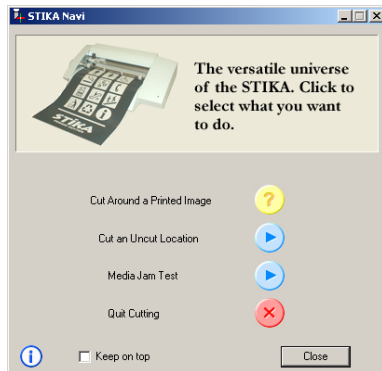 STIKA Navi
The versatile universe
of the STIKA. Click to
select what you want
to do.
STIKA
Cut Around a Printed Image
?
Cut an Uncut Location
Media Jam Test
Quit Cutting
i
Keep on top
Close